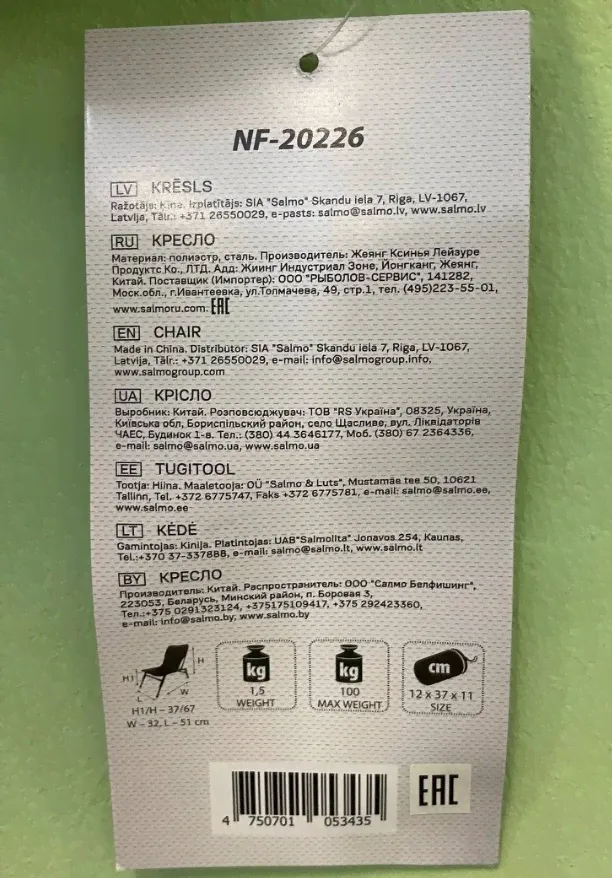 NF-20226
LV KRĒSLS
Ražotājs: Ķīna. Izplatītājs: SIA "Salmo" Skandu iela 7, Riga, LV-1067,
Latvija, Tālr.: +371 26550029, e-pasts: salmo@salmo.lv, www.salmo.lv
RU КРЕСЛО
Материал: полиэстр, сталь. Производитель: Жеянг Ксинья Лейзуре
Продуктс Ко., ЛТД. Адд: Жиинг Индустриал Зоне, Йонгканг, Жеянг,
Китай. Поставщик (Импортер): ООО "РЫБОЛОВ-СЕРВИС", 141282,
Моск.обл., г.Ивантеевка, ул.Толмачева, 49, стр.1, тел. (495)223-55-01,
www.salmoru.com. EAC
EN CHAIR
Made in China. Distributor: SIA "Salmo" Skandu iela 7, Riga, LV-1067,
Latvija, Tālr.: +371 26550029, e-mail: info@salmogroup.info,
www.salmogroup.com
UA КРІСЛО
Выробник: Китай. Розповсюджувач: ТОВ "RS Україна", 08325, Україна,
Київська обл, Бориспільский район, село Щасливе, вул. Ліквідаторів
ЧАЕС, Будинок 1-в. Тел.: (380) 44 3646177, Моб. (380) 67 2364336,
e-mail: salmo@salmo.ua, www.salmo.ua
EE TUGITOOL
Tootja: Hiina. Maaletooja: OÜ "Salmo & Luts", Mustamäe tee 50, 10621
Tallinn, Tel. +372 6775747, Faks +372 6775781, e-mail: salmo@salmo.ee,
www.salmo.ee
LT KĖDĖ
Gamintojas: Kinija. Platintojas: UAB"Salmolita" Jonavos 254, Kaunas,
Tel.:+370 37-337888, e-mail: salmo@salmo.lt, www.salmo.lt
BY КРЕСЛО
Производитель: Китай. Распространитель: ООО "Салмо Белфишинг",
223053, Беларусь, Минский район, п. Боровая 3,
Тел.:+375 0291323124, +375175109417, +375 292423360,
e-mail: info@salmo.by, www.salmo.by
H1 H L W
H1/H – 37/67
W – 32, L – 51 cm
kg
1,5
WEIGHT
kg
100
MAX WEIGHT
cm
12 x 37 x 11
SIZE
4 750701 053435
EAC